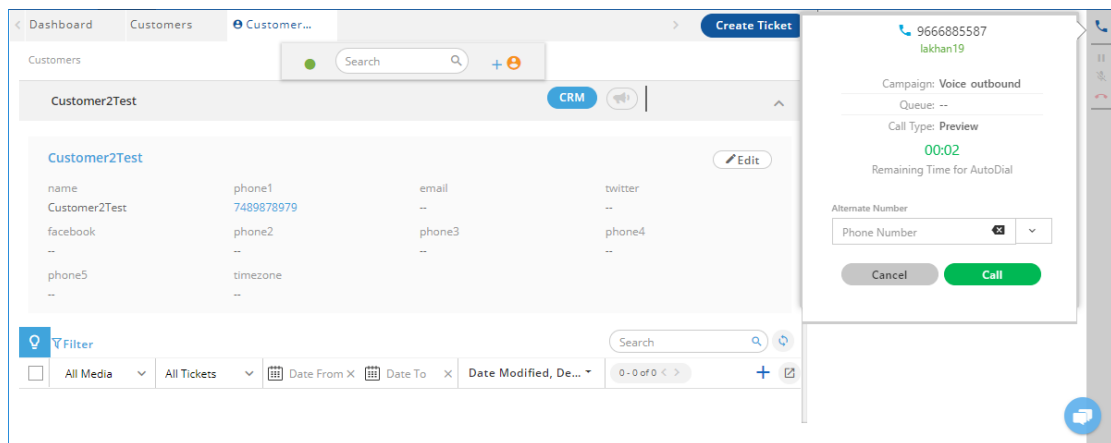 Dashboard
Customers
Customer...
Create Ticket
Customers
Search
Customer2Test
CRM
Customer2Test
Edit
name
phone1
email
twitter
Customer2Test
7489878979
--
--
facebook
phone2
phone3
phone4
--
--
--
--
phone5
timezone
--
--
Filter
Search
All Media
All Tickets
Date From
Date To
Date Modified, De...
0 - 0 of 0
9666885587
lakhan19
Campaign: Voice outbound
Queue: --
Call Type: Preview
00:02
Remaining Time for AutoDial
Alternate Number
Phone Number
Cancel
Call